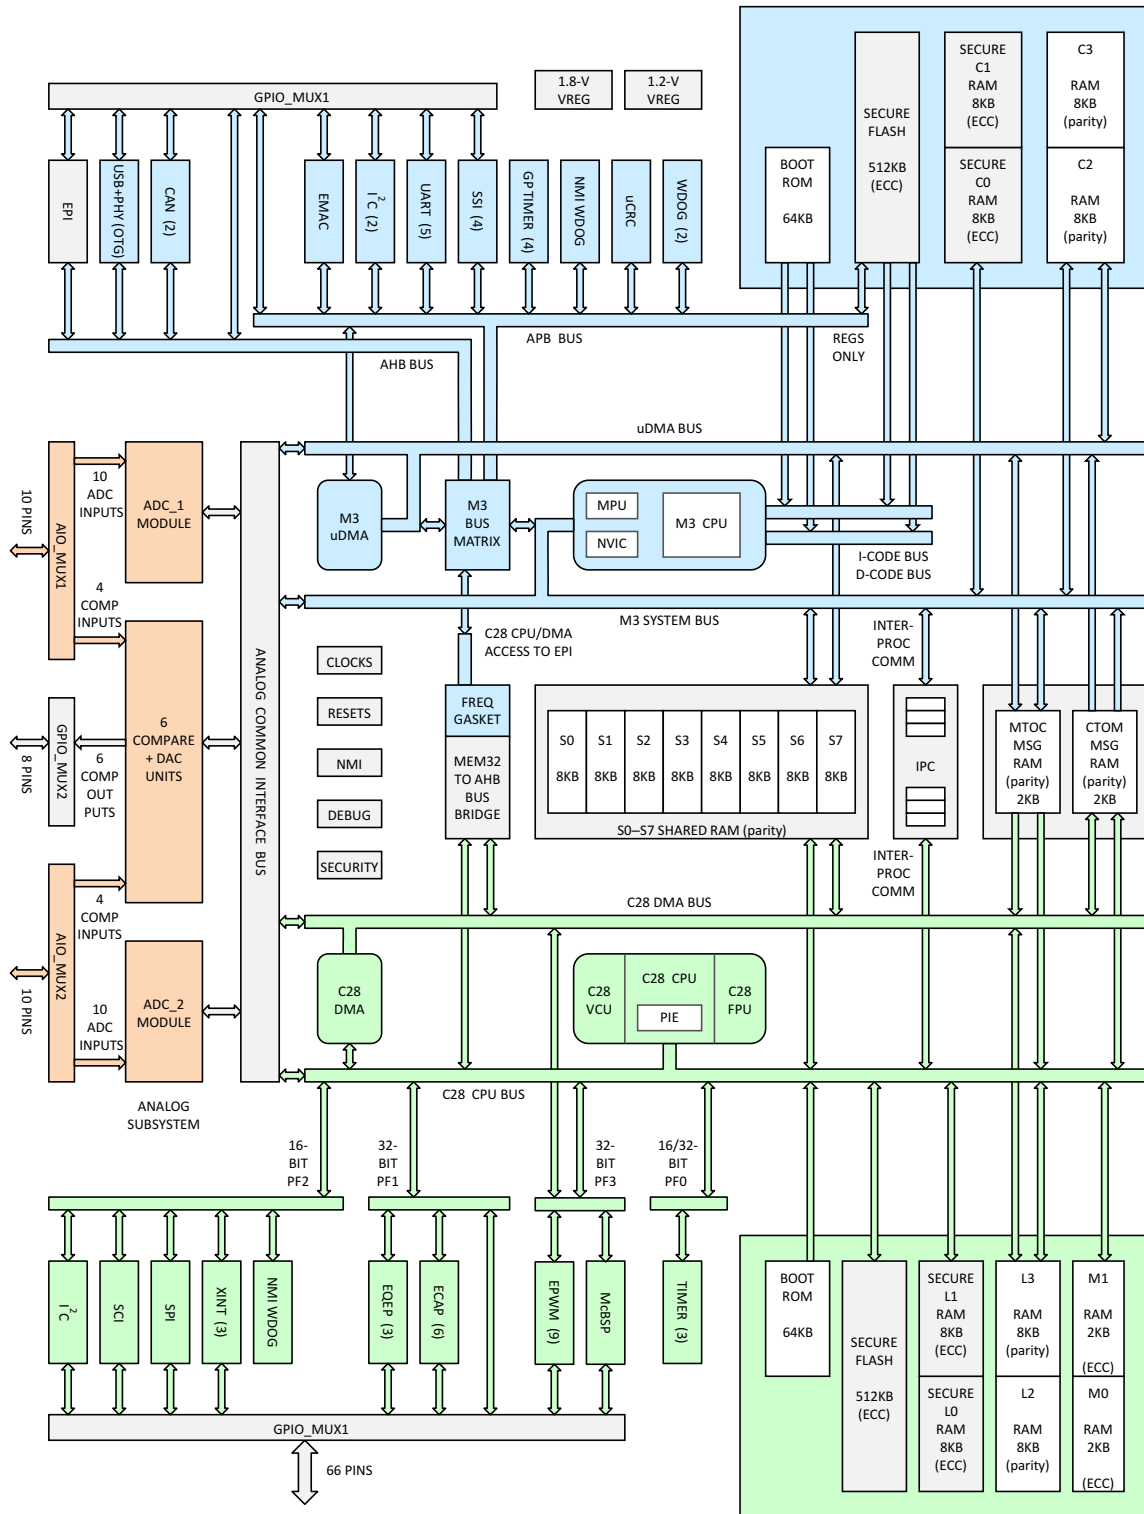 GPIO_MUX1
1.8-V
VREG
1.2-V
VREG
EPI
USB+PHY (OTG)
CAN (2)
EMAC
I²C (2)
UART (5)
SSI (4)
GP TIMER (4)
NMI WDOG
uCRC
WDOG (2)
BOOT
ROM
64KB
SECURE
FLASH
512KB
(ECC)
SECURE
C1
RAM
8KB
(ECC)
SECURE
C0
RAM
8KB
(ECC)
C3
RAM
8KB
(parity)
C2
RAM
8KB
(parity)
APB BUS
REGS
ONLY
AHB BUS
uDMA BUS
10 PINS
AIO_MUX1
10
ADC
INPUTS
ADC_1
MODULE
4
COMP
INPUTS
M3
uDMA
M3
BUS
MATRIX
MPU
NVIC
M3 CPU
I-CODE BUS
D-CODE BUS
M3 SYSTEM BUS
C28 CPU/DMA
ACCESS TO EPI
INTER-
PROC
COMM
ANALOG COMMON INTERFACE BUS
CLOCKS
RESETS
NMI
DEBUG
SECURITY
FREQ
GASKET
MEM32
TO AHB
BUS
BRIDGE
S0
8KB
S1
8KB
S2
8KB
S3
8KB
S4
8KB
S5
8KB
S6
8KB
S7
8KB
S0–S7 SHARED RAM (parity)
IPC
MTOC
MSG
RAM
(parity)
2KB
CTOM
MSG
RAM
(parity)
2KB
8 PINS
GPIO_MUX2
6
COMP
OUT
PUTS
6
COMPARE
+ DAC
UNITS
INTER-
PROC
COMM
C28 DMA BUS
AIO_MUX2
4
COMP
INPUTS
10 PINS
10
ADC
INPUTS
ADC_2
MODULE
C28
DMA
C28
VCU
C28 CPU
PIE
C28
FPU
C28 CPU BUS
ANALOG
SUBSYSTEM
16-
BIT
PF2
32-
BIT
PF1
32-
BIT
PF3
16/32-
BIT
PF0
I²C
SCI
SPI
XINT (3)
NMI WDOG
EQEP (3)
ECAP (6)
EPWM (9)
McBSP
TIMER (3)
BOOT
ROM
64KB
SECURE
FLASH
512KB
(ECC)
SECURE
L1
RAM
8KB
(ECC)
SECURE
L0
RAM
8KB
(ECC)
L3
RAM
8KB
(parity)
L2
RAM
8KB
(parity)
M1
RAM
2KB
(ECC)
M0
RAM
2KB
(ECC)
GPIO_MUX1
66 PINS